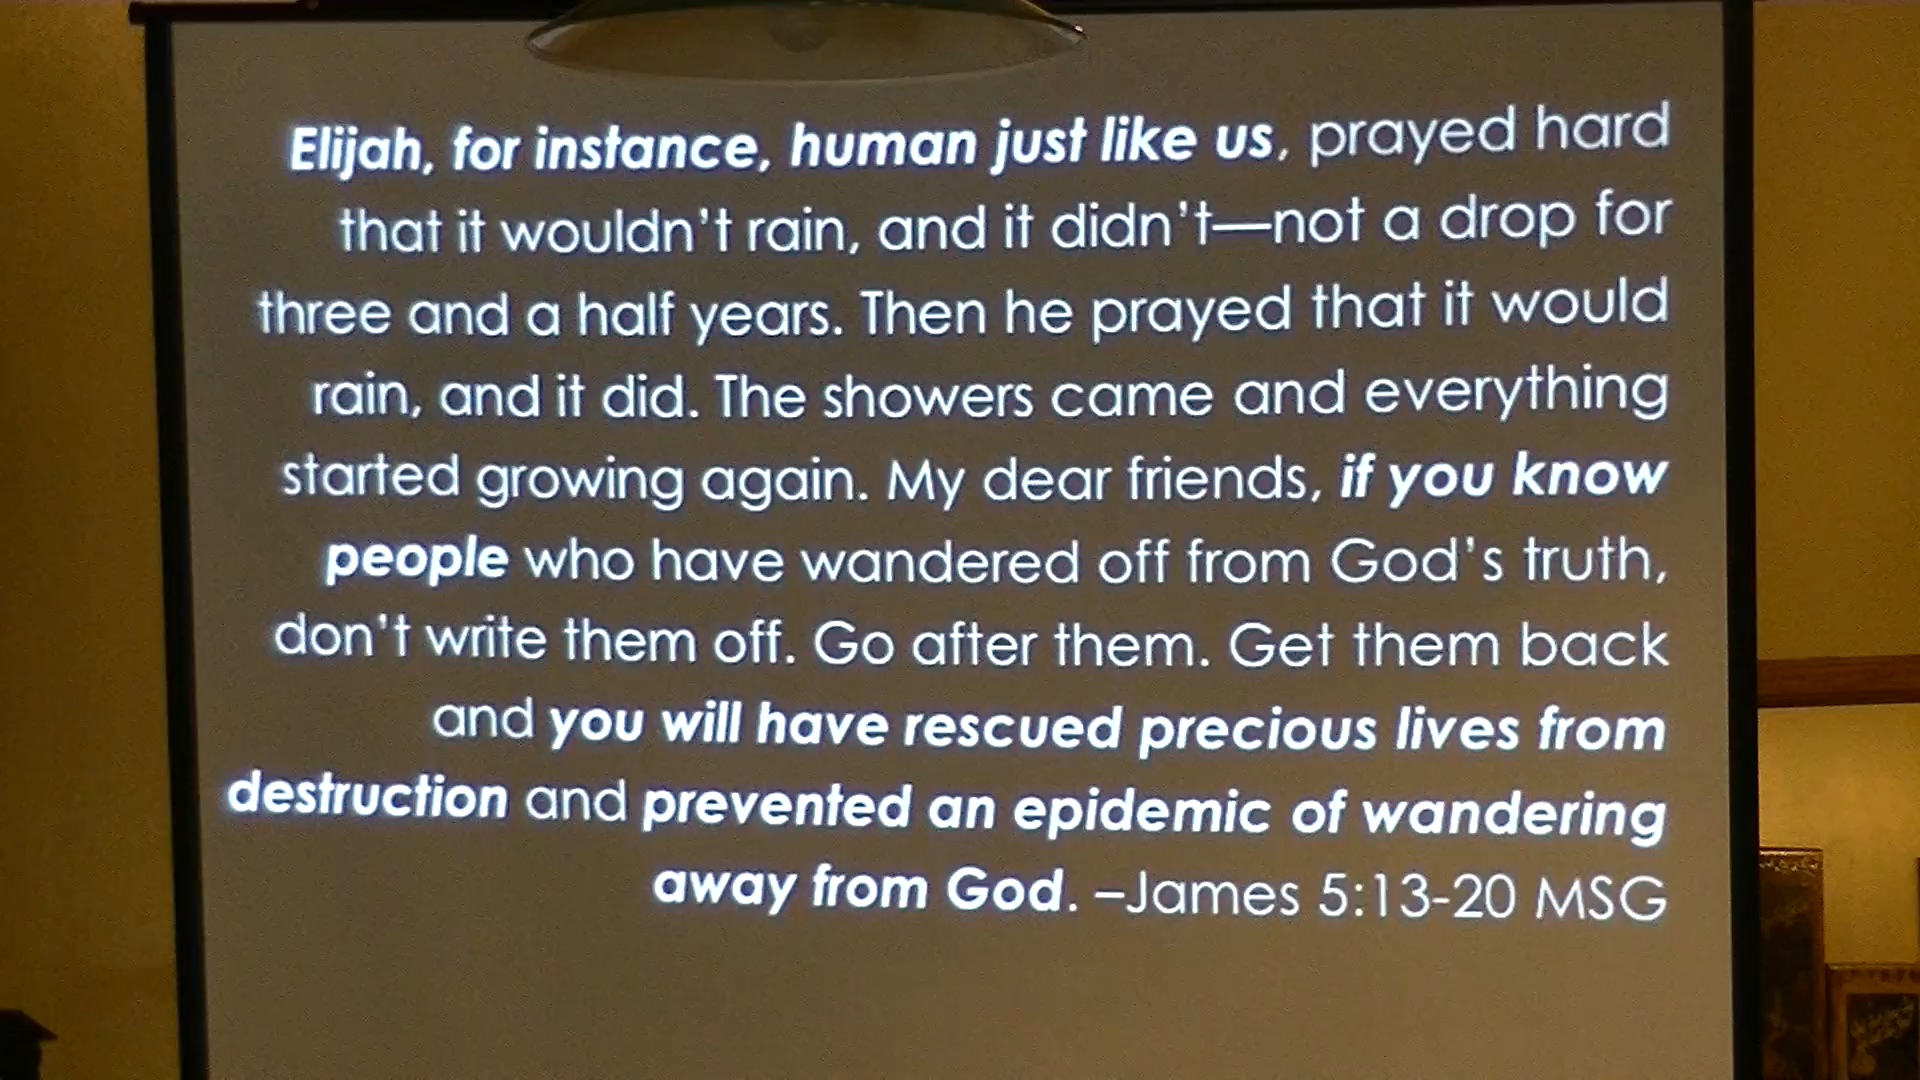 Elijah, for instance, human just like us, prayed hard
that it wouldn't rain, and it didn't—not a drop for
three and a half years. Then he prayed that it would
rain, and it did. The showers came and everything
started growing again. My dear friends, if you know
people who have wandered off from God's truth,
don't write them off. Go after them. Get them back
and you will have rescued precious lives from
destruction and prevented an epidemic of wandering
away from God. –James 5:13-20 MSG